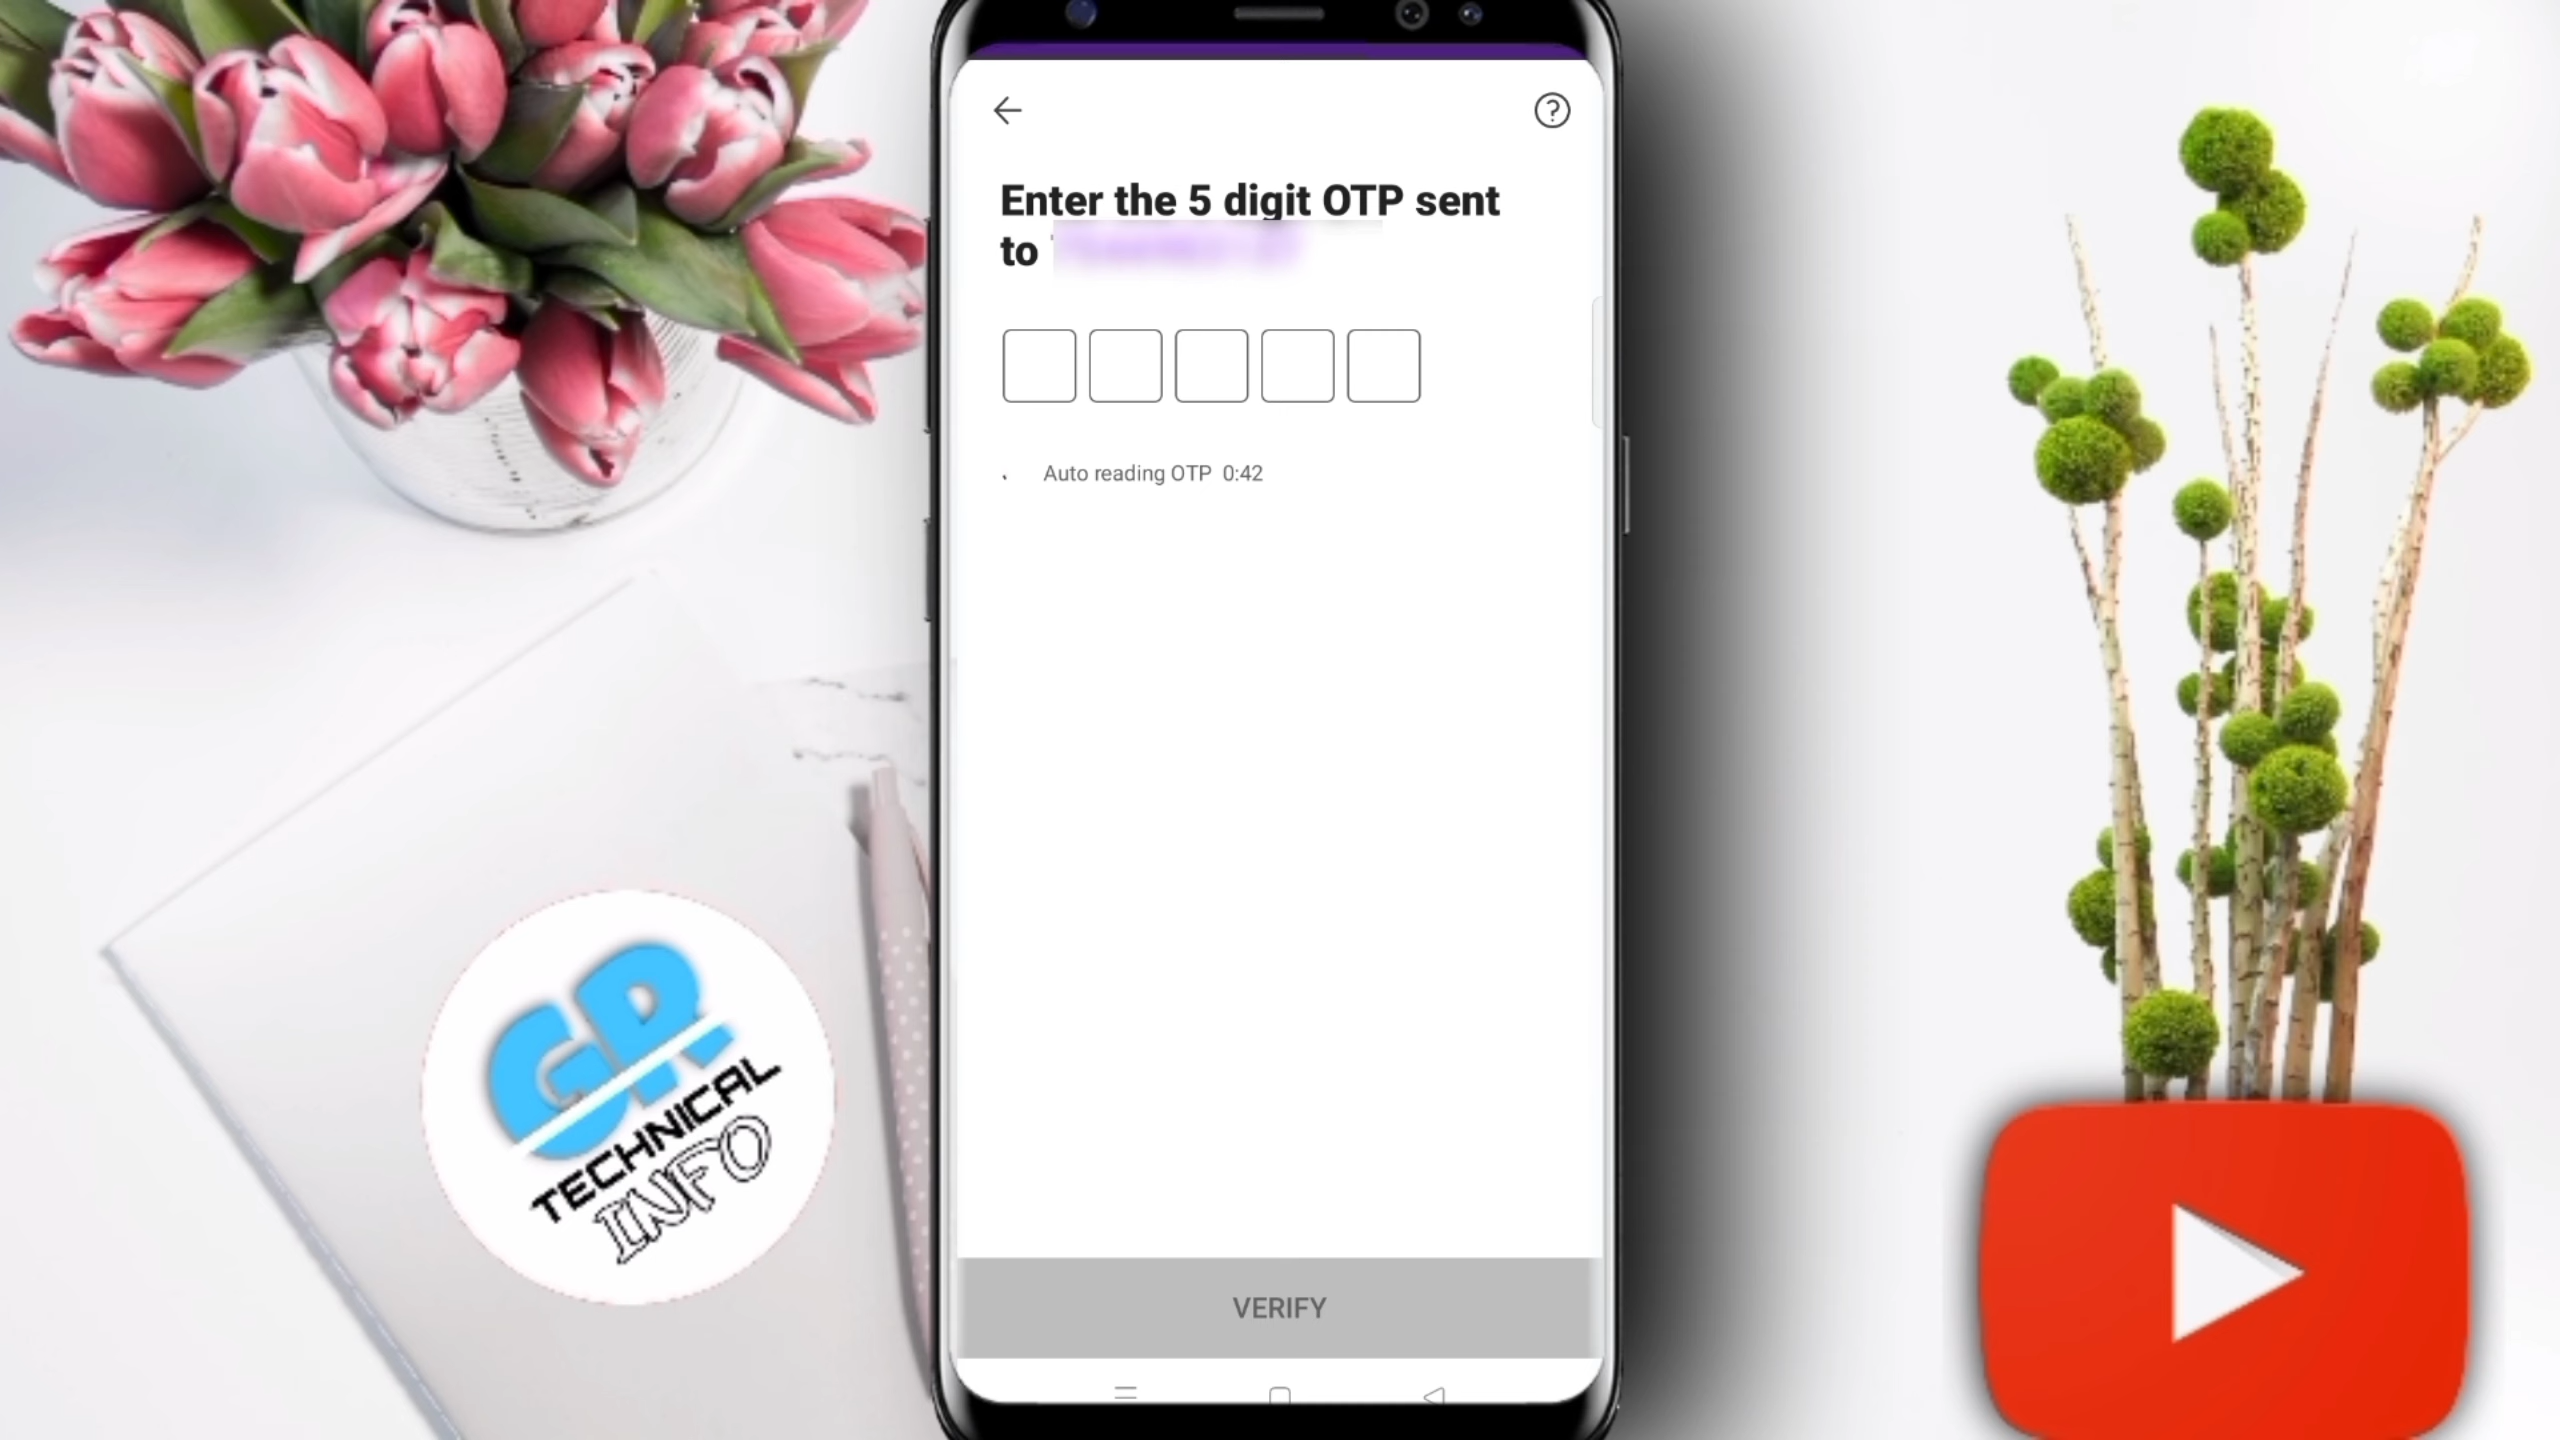 Enter the 5 digit OTP sent
to
Auto reading OTP 0:42
VERIFY
GR
TECHNICAL
INFO